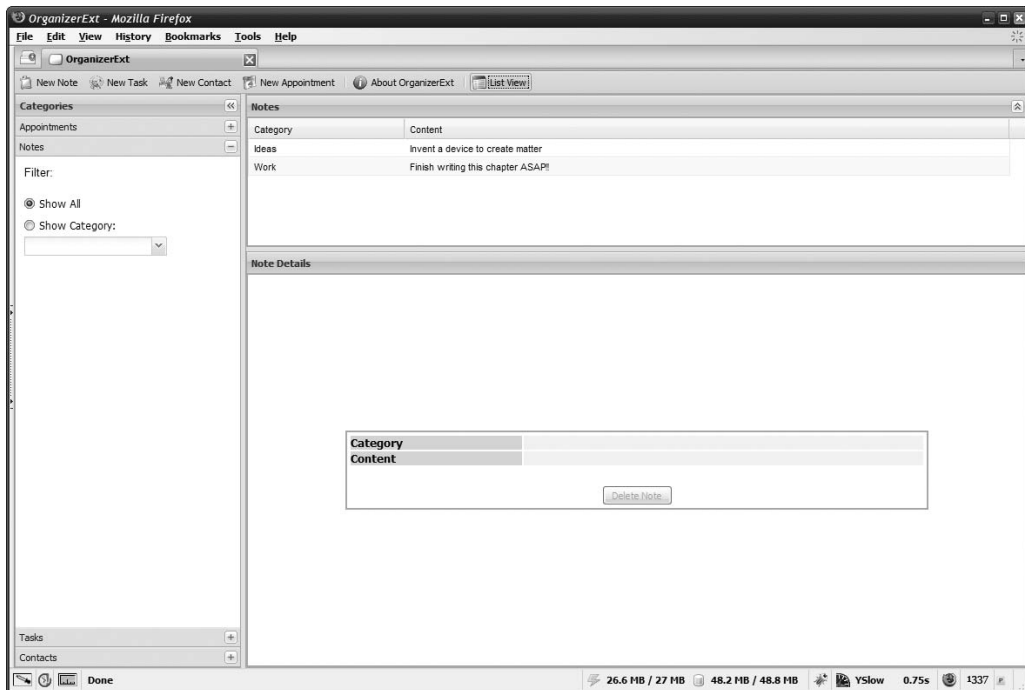 OrganizerExt - Mozilla Firefox
File Edit View History Bookmarks Tools Help
OrganizerExt
New Note New Task New Contact New Appointment About OrganizerExt List View
Categories
Appointments
Notes
Filter:
Show All
Show Category:
Tasks
Contacts
Notes
Category Content
Ideas Invent a device to create matter
Work Finish writing this chapter ASAP!!
Note Details
Category
Content
Delete Note
Done 26.6 MB / 27 MB 48.2 MB / 48.8 MB YSlow 0.75s 1337